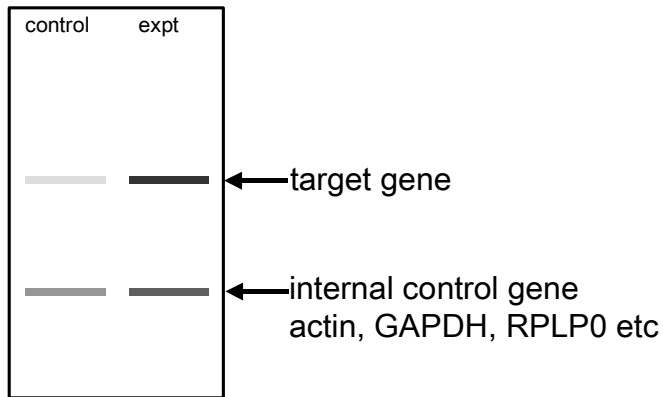 control expt
target gene
internal control gene
actin, GAPDH, RPLP0 etc